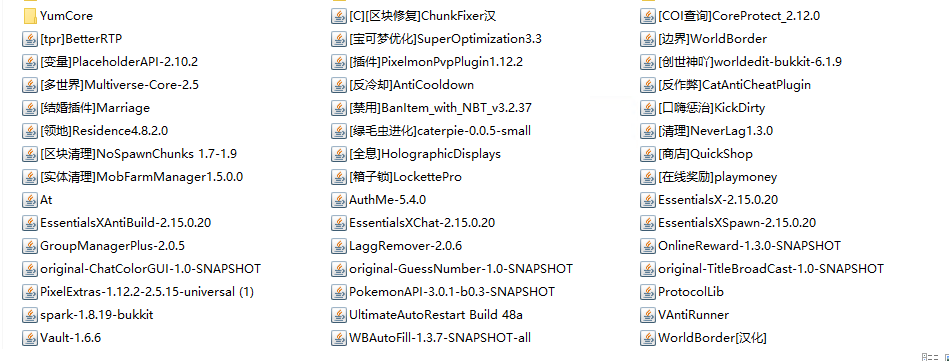 YumCore [C][区块修复]ChunkFixer汉 [COI查询]CoreProtect_2.12.0
[tpr]BetterRTP [宝可梦优化]SuperOptimization3.3 [边界]WorldBorder
[变量]PlaceholderAPI-2.10.2 [插件]PixelmonPvpPlugin1.12.2 [创世神吖]worldedit-bukkit-6.1.9
[多世界]Multiverse-Core-2.5 [反冷却]AntiCooldown [反作弊]CatAntiCheatPlugin
[结婚插件]Marriage [禁用]BanItem_with_NBT_v3.2.37 [口嗨惩治]KickDirty
[领地]Residence4.8.2.0 [绿毛虫进化]caterpie-0.0.5-small [清理]NeverLag1.3.0
[区块清理]NoSpawnChunks 1.7-1.9 [全息]HolographicDisplays [商店]QuickShop
[实体清理]MobFarmManager1.5.0.0 [箱子锁]LockettePro [在线奖励]playmoney
At AuthMe-5.4.0 EssentialsX-2.15.0.20
EssentialsXAntiBuild-2.15.0.20 EssentialsXChat-2.15.0.20 EssentialsXSpawn-2.15.0.20
GroupManagerPlus-2.0.5 LaggRemover-2.0.6 OnlineReward-1.3.0-SNAPSHOT
original-ChatColorGUI-1.0-SNAPSHOT original-GuessNumber-1.0-SNAPSHOT original-TitleBroadCast-1.0-SNAPSHOT
PixelExtras-1.12.2-2.5.15-universal (1) PokemonAPI-3.0.1-b0.3-SNAPSHOT ProtocolLib
spark-1.8.19-bukkit UltimateAutoRestart Build 48a VAntiRunner
Vault-1.6.6 WBAutoFill-1.3.7-SNAPSHOT-all WorldBorder[汉化]